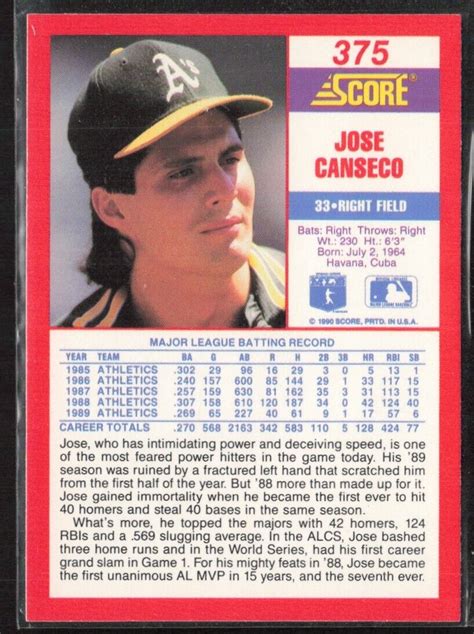 A's
375
SCORE®
JOSE
CANSECO
33•RIGHT FIELD
Bats: Right Throws: Right
Wt.: 230 Ht.: 6'3"
Born: July 2, 1964
Havana, Cuba
© 1990 SCORE, PRTD. IN U.S.A.
MAJOR LEAGUE BATTING RECORD
YEAR TEAM BA G AB R H 2B 3B HR RBI SB
1985 ATHLETICS .302 29 96 16 29 3 0 5 13 1
1986 ATHLETICS .240 157 600 85 144 29 1 33 117 15
1987 ATHLETICS .257 159 630 81 162 35 3 31 113 15
1988 ATHLETICS .307 158 610 120 187 34 0 42 124 40
1989 ATHLETICS .269 65 227 40 61 9 1 17 57 6
CAREER TOTALS .270 568 2163 342 583 110 5 128 424 77
Jose, who has intimidating power and deceiving speed, is one
of the most feared power hitters in the game today. His '89
season was ruined by a fractured left hand that scratched him
from the first half of the year. But '88 more than made up for it.
Jose gained immortality when he became the first ever to hit
40 homers and steal 40 bases in the same season.
What's more, he topped the majors with 42 homers, 124
RBIs and a .569 slugging average. In the ALCS, Jose bashed
three home runs and in the World Series, had his first career
grand slam in Game 1. For his mighty feats in '88, Jose became
the first unanimous AL MVP in 15 years, and the seventh ever.